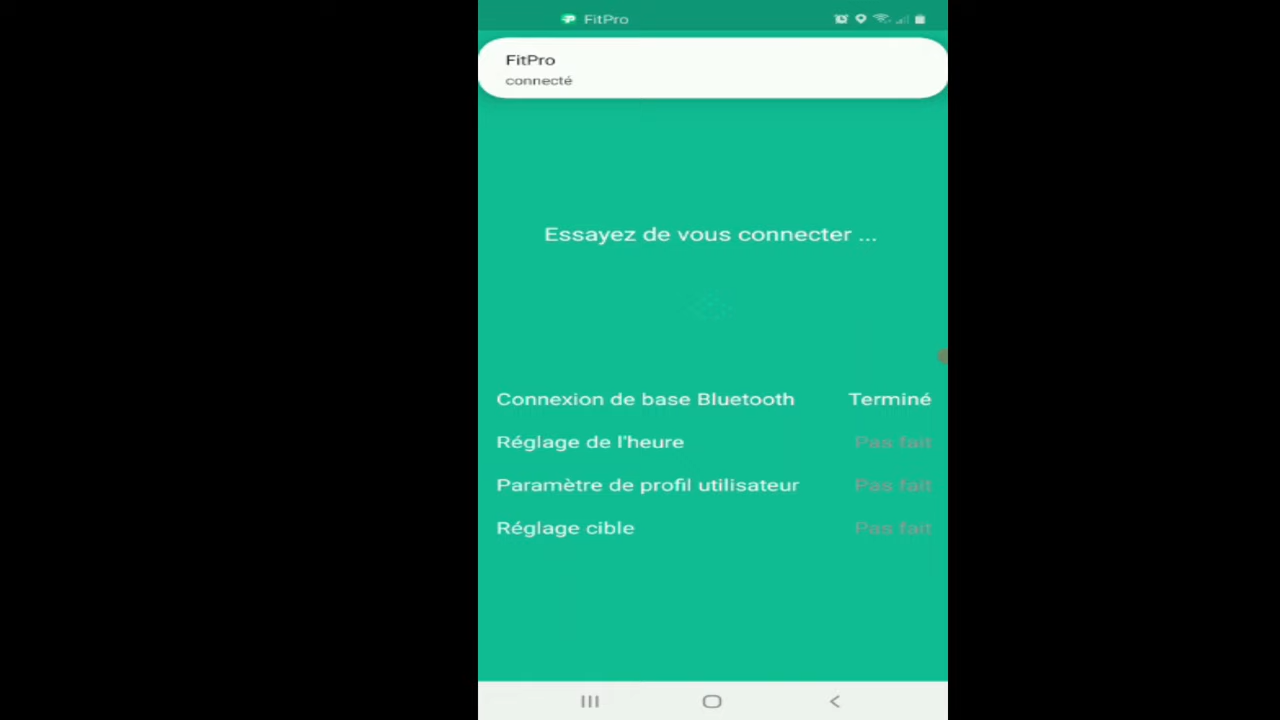 FitPro
FitPro
connecté
Essayez de vous connecter ...
Connexion de base Bluetooth Terminé
Réglage de l'heure Pas fait
Paramètre de profil utilisateur Pas fait
Réglage cible Pas fait